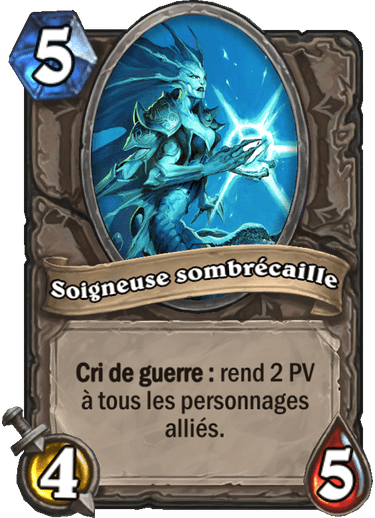 5
Soigneuse sombrécaille
Cri de guerre : rend 2 PV
à tous les personnages
alliés.
4
5